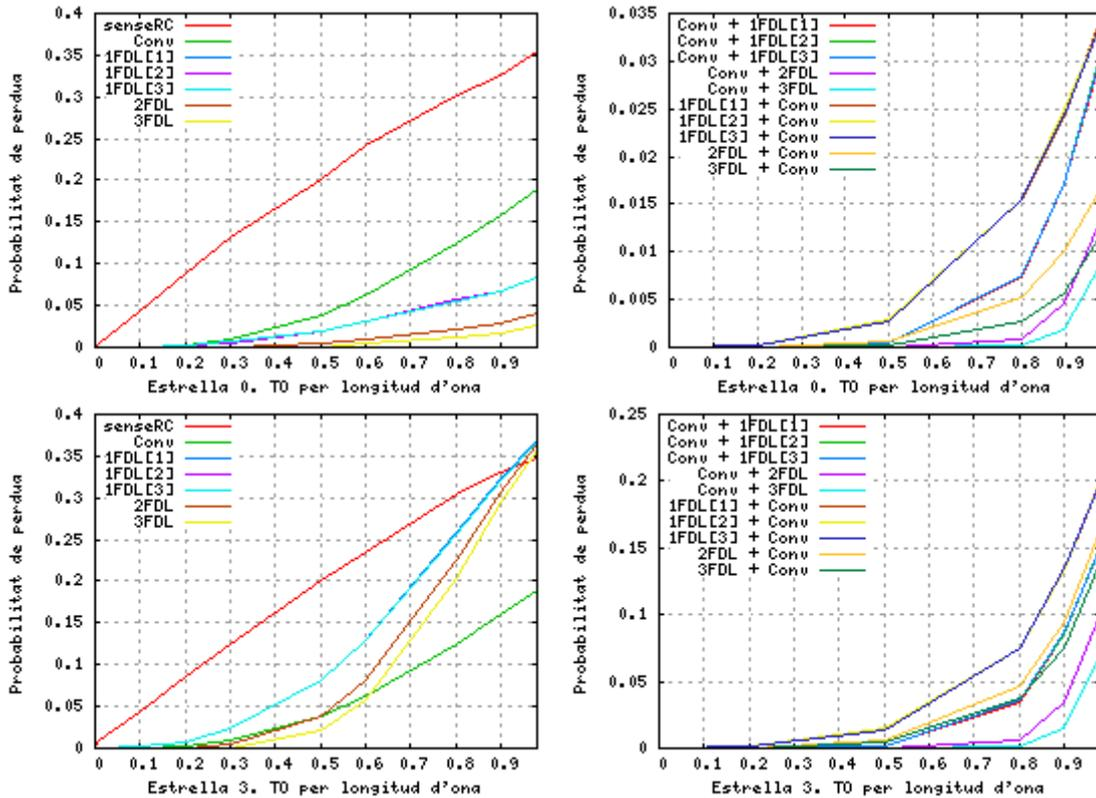 0.4
0.35
0.3
0.25
0.2
0.15
0.1
0.05
0
Probabilitat de perdua
senseRC
Conv
1FDL[1]
1FDL[2]
1FDL[3]
2FDL
3FDL
0 0.1 0.2 0.3 0.4 0.5 0.6 0.7 0.8 0.9
Estrella 0. TO per longitud d'ona
0.035
0.03
0.025
0.02
0.015
0.01
0.005
0
Probabilitat de perdua
Conv + 1FDL[1]
Conv + 1FDL[2]
Conv + 1FDL[3]
Conv + 2FDL
Conv + 3FDL
1FDL[1] + Conv
1FDL[2] + Conv
1FDL[3] + Conv
2FDL + Conv
3FDL + Conv
0 0.1 0.2 0.3 0.4 0.5 0.6 0.7 0.8 0.9
Estrella 0. TO per longitud d'ona
0.4
0.35
0.3
0.25
0.2
0.15
0.1
0.05
0
Probabilitat de perdua
senseRC
Conv
1FDL[1]
1FDL[2]
1FDL[3]
2FDL
3FDL
0 0.1 0.2 0.3 0.4 0.5 0.6 0.7 0.8 0.9
Estrella 3. TO per longitud d'ona
0.25
0.2
0.15
0.1
0.05
0
Probabilitat de perdua
Conv + 1FDL[1]
Conv + 1FDL[2]
Conv + 1FDL[3]
Conv + 2FDL
Conv + 3FDL
1FDL[1] + Conv
1FDL[2] + Conv
1FDL[3] + Conv
2FDL + Conv
3FDL + Conv
0 0.1 0.2 0.3 0.4 0.5 0.6 0.7 0.8 0.9
Estrella 3. TO per longitud d'ona